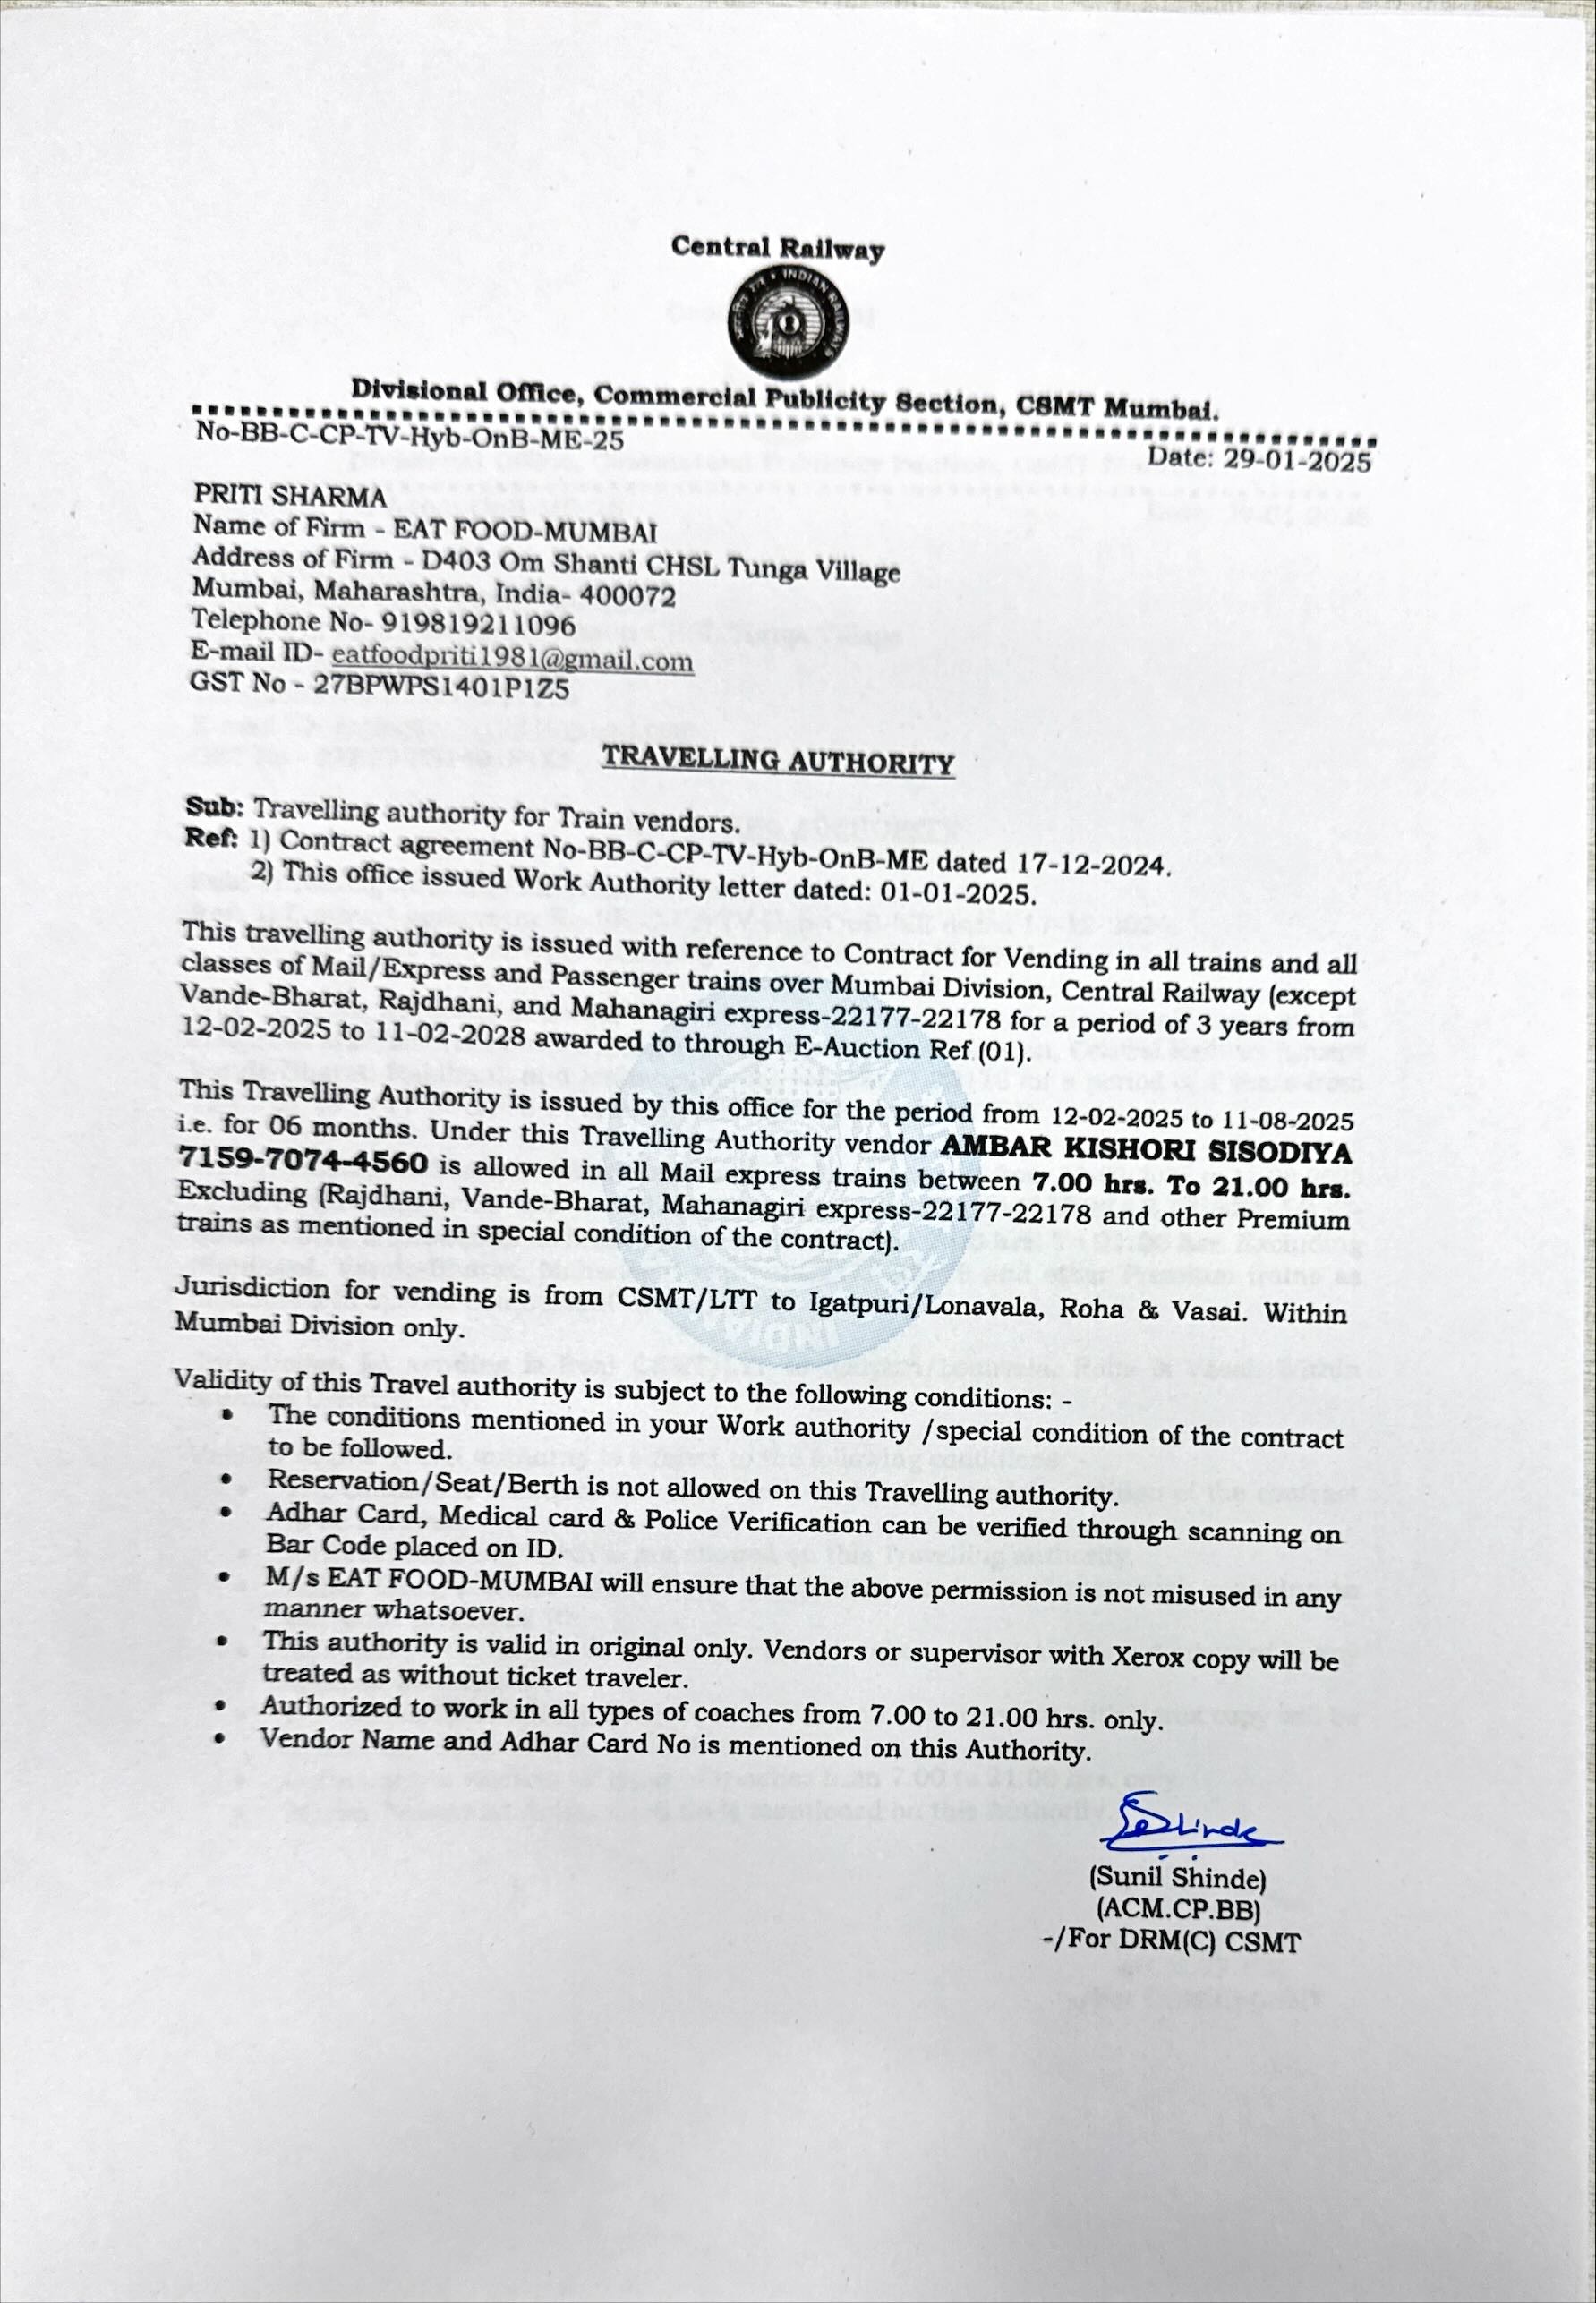 Central Railway
INDIAN RAILWAYS
Divisional Office, Commercial Publicity Section, CSMT Mumbai.
No-BB-C-CP-TV-Hyb-OnB-ME-25
Date: 29-01-2025
PRITI SHARMA
Name of Firm - EAT FOOD-MUMBAI
Address of Firm - D403 Om Shanti CHSL Tunga Village
Mumbai, Maharashtra, India- 400072
Telephone No- 919819211096
E-mail ID- eatfoodpriti1981@gmail.com
GST No - 27BPWPS1401P1Z5
TRAVELLING AUTHORITY
Sub: Travelling authority for Train vendors.
Ref: 1) Contract agreement No-BB-C-CP-TV-Hyb-OnB-ME dated 17-12-2024.
2) This office issued Work Authority letter dated: 01-01-2025.
This travelling authority is issued with reference to Contract for Vending in all trains and all
classes of Mail/Express and Passenger trains over Mumbai Division, Central Railway (except
Vande-Bharat, Rajdhani, and Mahanagiri express-22177-22178 for a period of 3 years from
12-02-2025 to 11-02-2028 awarded to through E-Auction Ref (01).
This Travelling Authority is issued by this office for the period from 12-02-2025 to 11-08-2025
i.e. for 06 months. Under this Travelling Authority vendor AMBAR KISHORI SISODIYA
7159-7074-4560 is allowed in all Mail express trains between 7.00 hrs. To 21.00 hrs.
Excluding (Rajdhani, Vande-Bharat, Mahanagiri express-22177-22178 and other Premium
trains as mentioned in special condition of the contract).
Jurisdiction for vending is from CSMT/LTT to Igatpuri/Lonavala, Roha & Vasai. Within
Mumbai Division only.
Validity of this Travel authority is subject to the following conditions: -
• The conditions mentioned in your Work authority /special condition of the contract
to be followed.
• Reservation/Seat/Berth is not allowed on this Travelling authority.
• Adhar Card, Medical card & Police Verification can be verified through scanning on
Bar Code placed on ID.
• M/s EAT FOOD-MUMBAI will ensure that the above permission is not misused in any
manner whatsoever.
• This authority is valid in original only. Vendors or supervisor with Xerox copy will be
treated as without ticket traveler.
• Authorized to work in all types of coaches from 7.00 to 21.00 hrs. only.
• Vendor Name and Adhar Card No is mentioned on this Authority.
(Sunil Shinde)
(ACM.CP.BB)
-/For DRM(C) CSMT